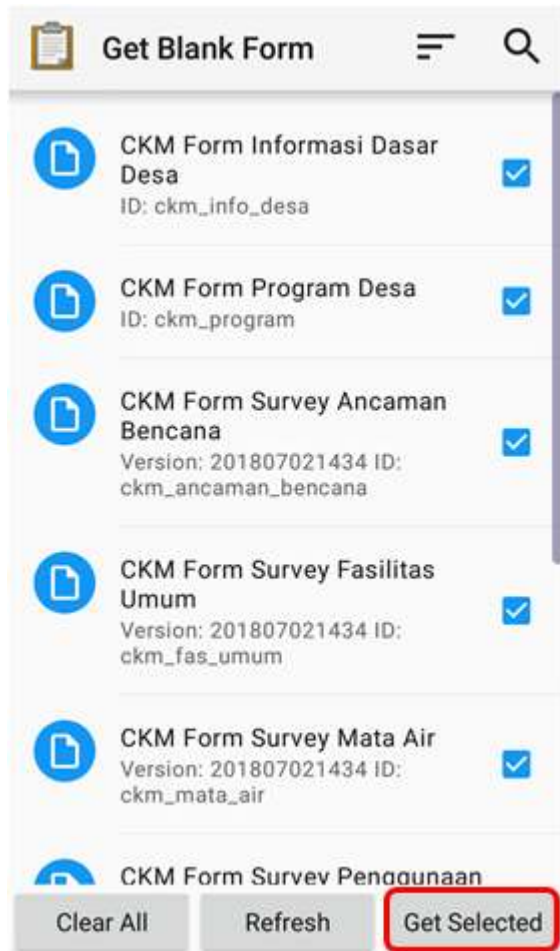 Get Blank Form
CKM Form Informasi Dasar
Desa
ID: ckm_info_desa
CKM Form Program Desa
ID: ckm_program
CKM Form Survey Ancaman
Bencana
Version: 201807021434 ID:
ckm_ancaman_bencana
CKM Form Survey Fasilitas
Umum
Version: 201807021434 ID:
ckm_fas_umum
CKM Form Survey Mata Air
Version: 201807021434 ID:
ckm_mata_air
CKM Form Survey Penggunaan
Clear All
Refresh
Get Selected